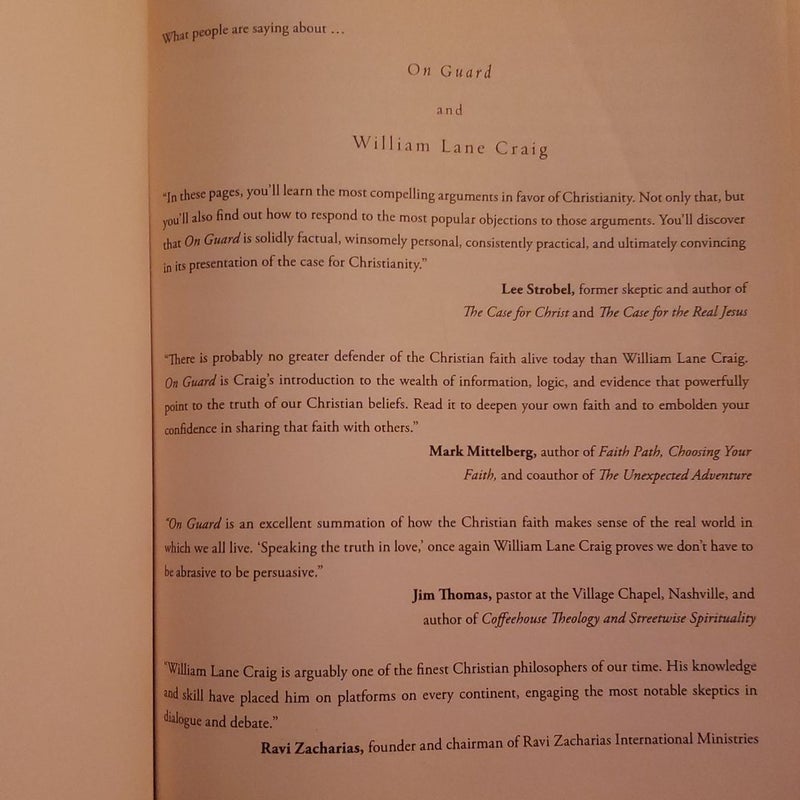 What people are saying about ...
On Guard
and
William Lane Craig
“In these pages, you’ll learn the most compelling arguments in favor of Christianity. Not only that, but
you’ll also find out how to respond to the most popular objections to those arguments. You’ll discover
that On Guard is solidly factual, winsomely personal, consistently practical, and ultimately convincing
in its presentation of the case for Christianity.”
Lee Strobel, former skeptic and author of
The Case for Christ and The Case for the Real Jesus
“There is probably no greater defender of the Christian faith alive today than William Lane Craig.
On Guard is Craig’s introduction to the wealth of information, logic, and evidence that powerfully
point to the truth of our Christian beliefs. Read it to deepen your own faith and to embolden your
confidence in sharing that faith with others.”
Mark Mittelberg, author of Faith Path, Choosing Your
Faith, and coauthor of The Unexpected Adventure
“On Guard is an excellent summation of how the Christian faith makes sense of the real world in
which we all live. ‘Speaking the truth in love,’ once again William Lane Craig proves we don’t have to
be abrasive to be persuasive.”
Jim Thomas, pastor at the Village Chapel, Nashville, and
author of Coffeehouse Theology and Streetwise Spirituality
“William Lane Craig is arguably one of the finest Christian philosophers of our time. His knowledge
and skill have placed him on platforms on every continent, engaging the most notable skeptics in
dialogue and debate.”
Ravi Zacharias, founder and chairman of Ravi Zacharias International Ministries